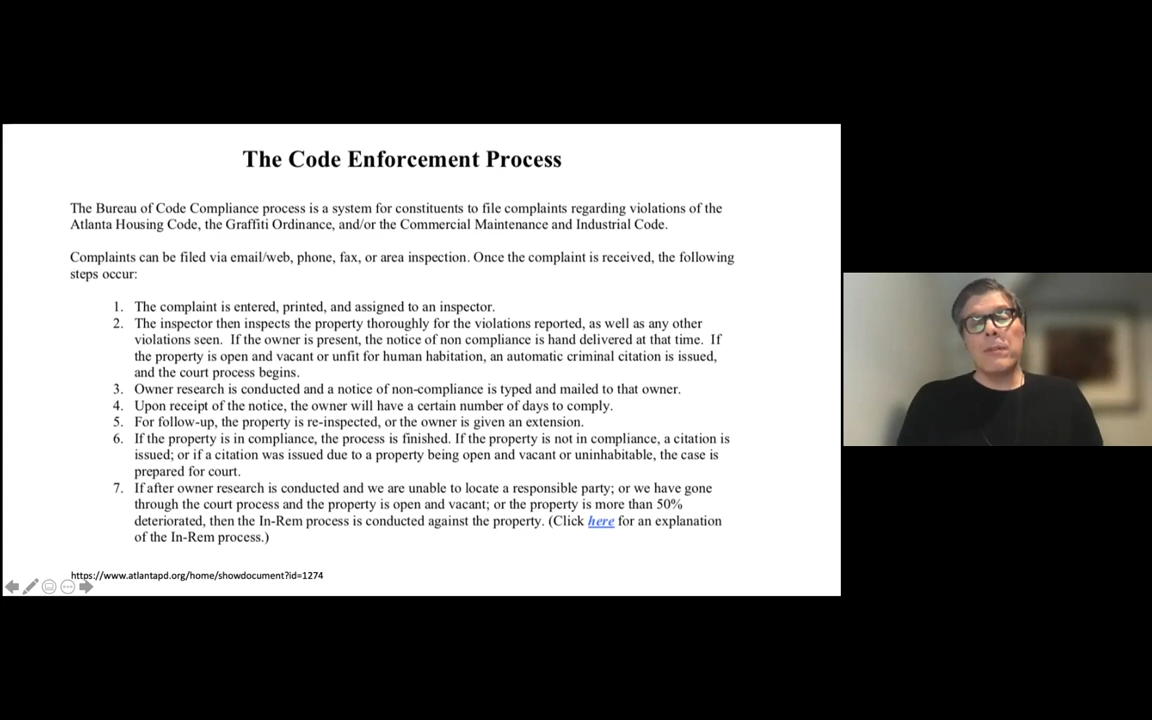 The Code Enforcement Process
The Bureau of Code Compliance process is a system for constituents to file complaints regarding violations of the
Atlanta Housing Code, the Graffiti Ordinance, and/or the Commercial Maintenance and Industrial Code.
Complaints can be filed via email/web, phone, fax, or area inspection. Once the complaint is received, the following
steps occur:
1. The complaint is entered, printed, and assigned to an inspector.
2. The inspector then inspects the property thoroughly for the violations reported, as well as any other
violations seen. If the owner is present, the notice of non compliance is hand delivered at that time. If
the property is open and vacant or unfit for human habitation, an automatic criminal citation is issued,
and the court process begins.
3. Owner research is conducted and a notice of non-compliance is typed and mailed to that owner.
4. Upon receipt of the notice, the owner will have a certain number of days to comply.
5. For follow-up, the property is re-inspected, or the owner is given an extension.
6. If the property is in compliance, the process is finished. If the property is not in compliance, a citation is
issued; or if a citation was issued due to a property being open and vacant or uninhabitable, the case is
prepared for court.
7. If after owner research is conducted and we are unable to locate a responsible party; or we have gone
through the court process and the property is open and vacant; or the property is more than 50%
deteriorated, then the In-Rem process is conducted against the property. (Click here for an explanation
of the In-Rem process.)
https://www.atlantapd.org/home/showdocument?id=1274